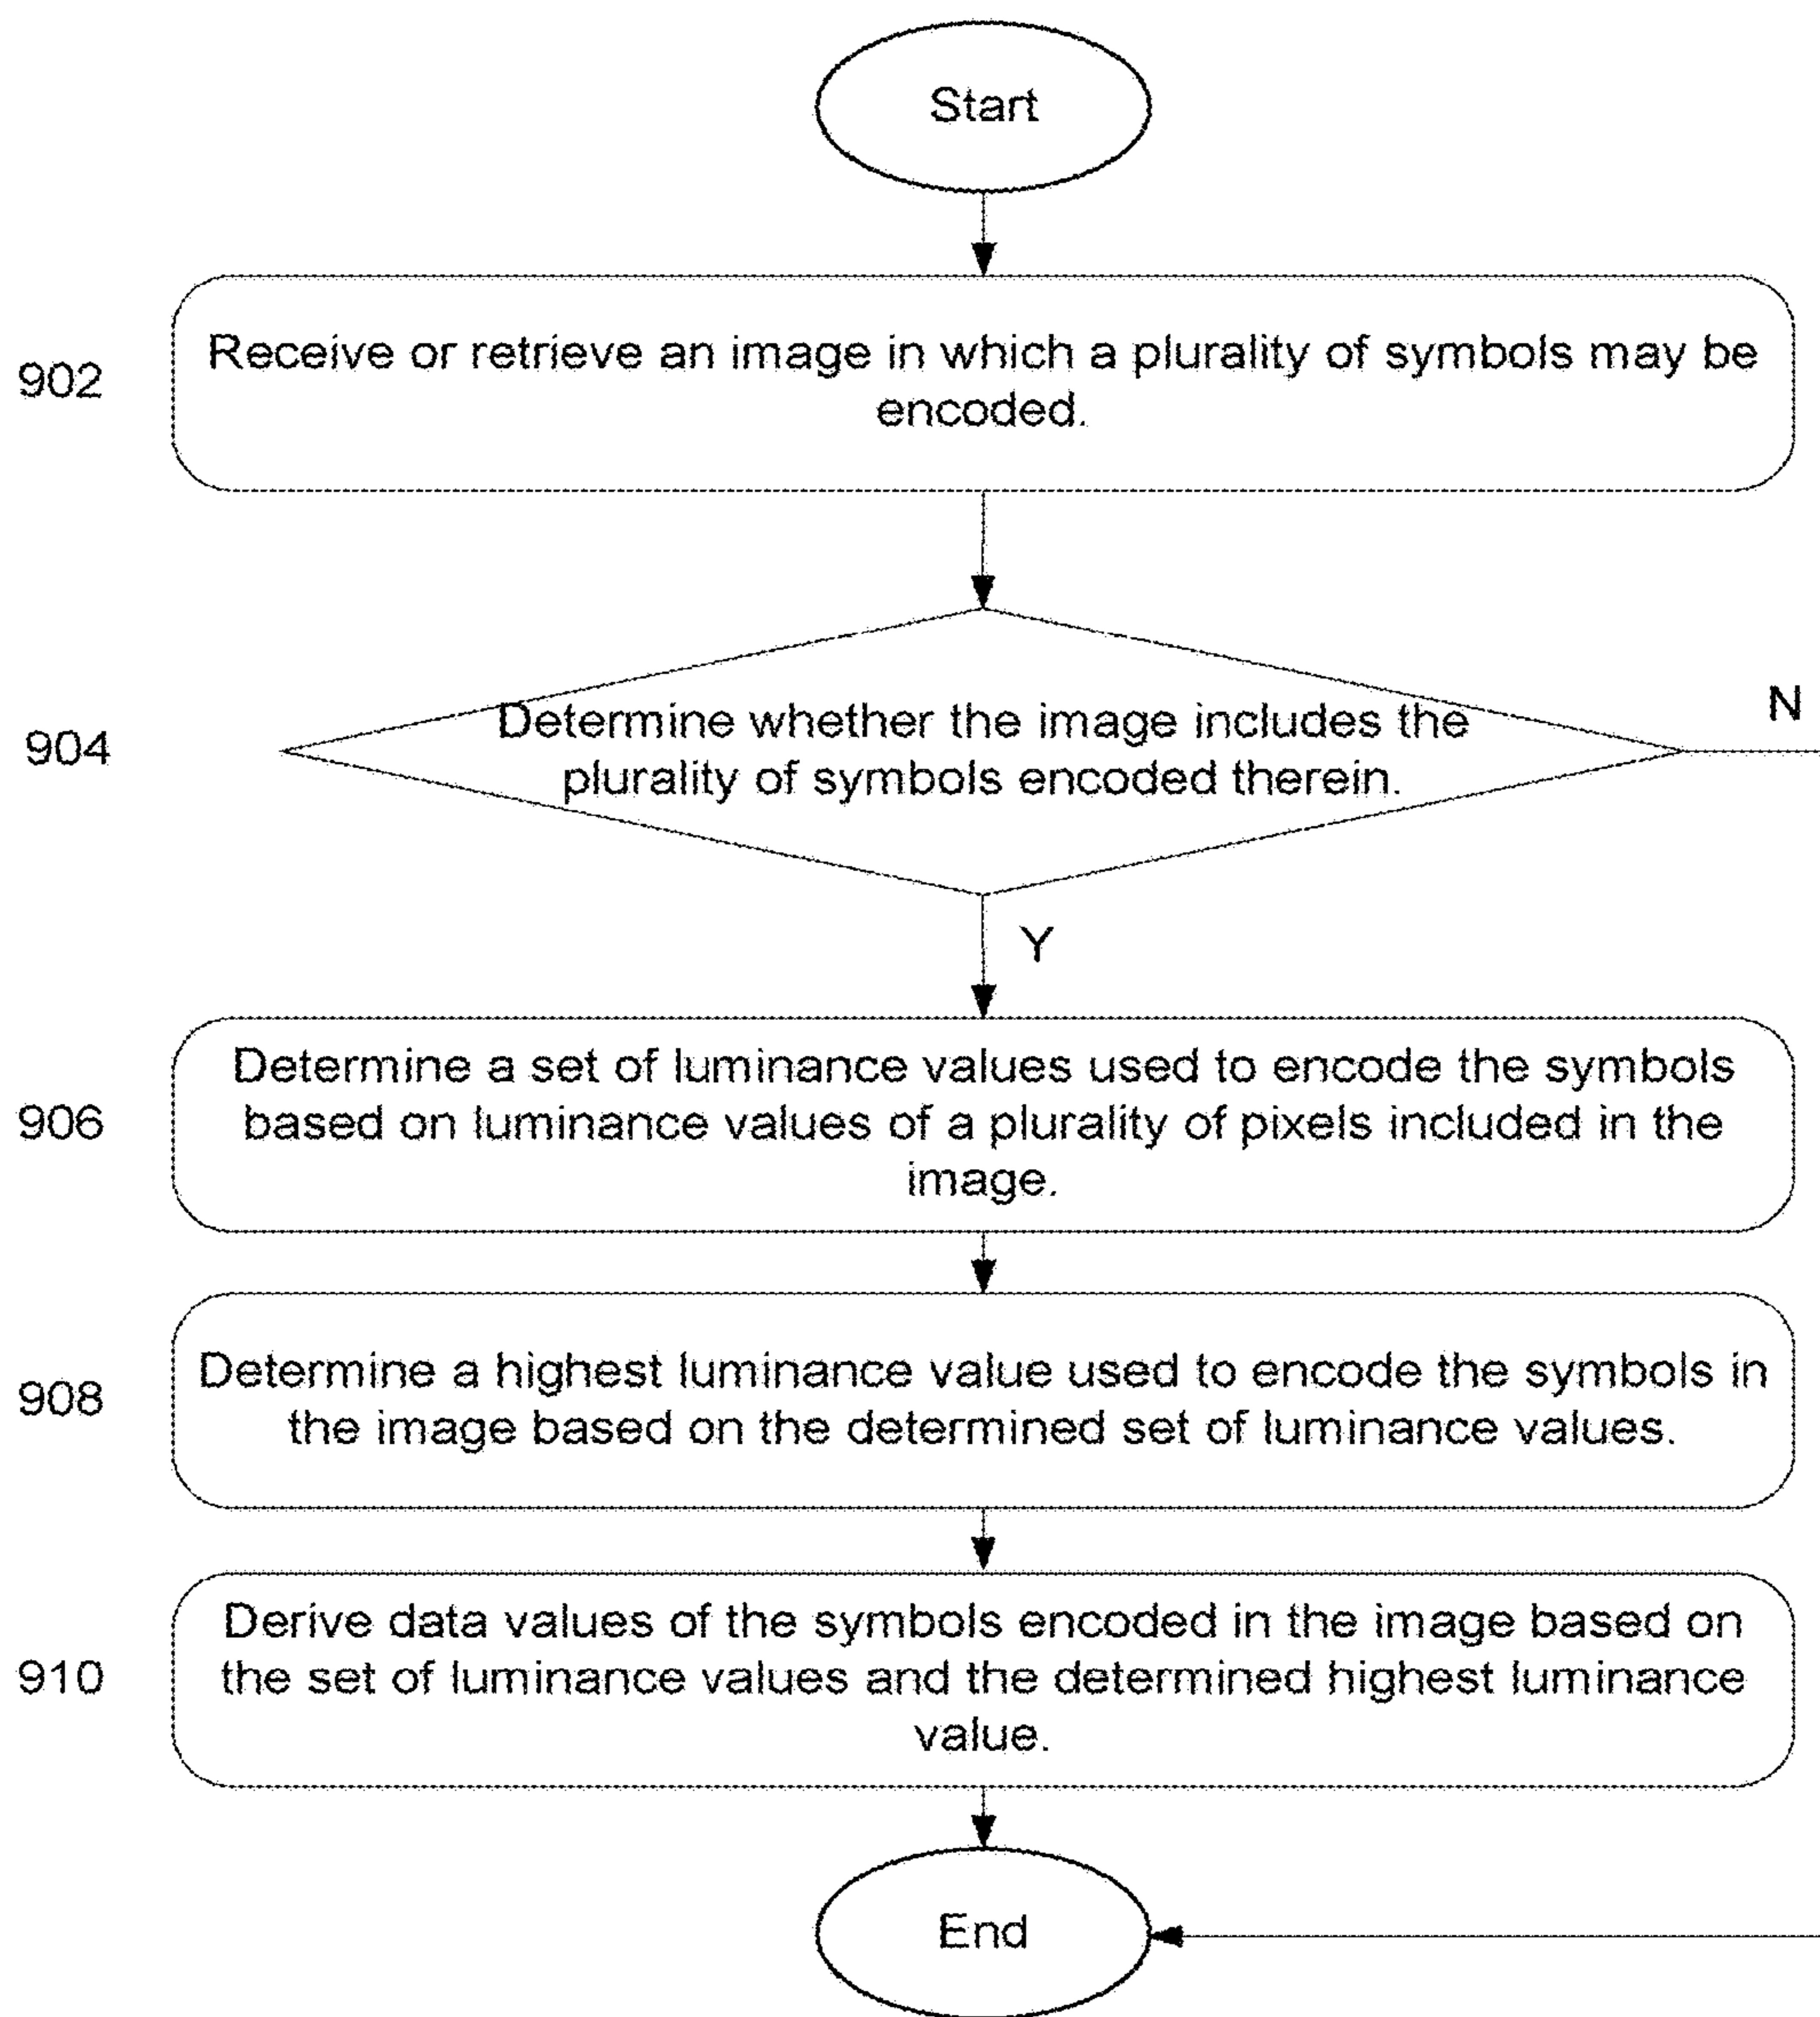 Start
902
Receive or retrieve an image in which a plurality of symbols may be
encoded.
904
Determine whether the image includes the
plurality of symbols encoded therein.
N
Y
906
Determine a set of luminance values used to encode the symbols
based on luminance values of a plurality of pixels included in the
image.
908
Determine a highest luminance value used to encode the symbols in
the image based on the determined set of luminance values.
910
Derive data values of the symbols encoded in the image based on
the set of luminance values and the determined highest luminance
value.
End